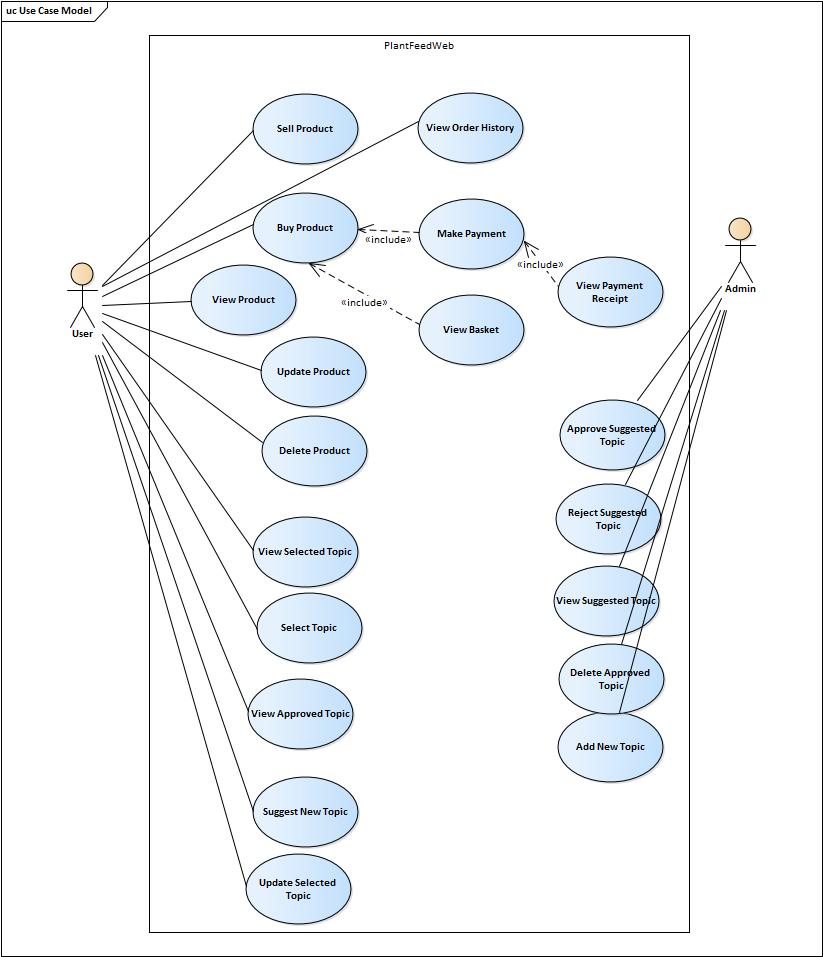 uc Use Case Model
PlantFeedWeb
Sell Product
View Order History
Buy Product
«include»
Make Payment
«include»
View Payment
Receipt
View Product
«include»
View Basket
User
Admin
Update Product
Delete Product
Approve Suggested
Topic
Reject Suggested
Topic
View Selected Topic
View Suggested Topic
Select Topic
Delete Approved
Topic
View Approved Topic
Add New Topic
Suggest New Topic
Update Selected
Topic